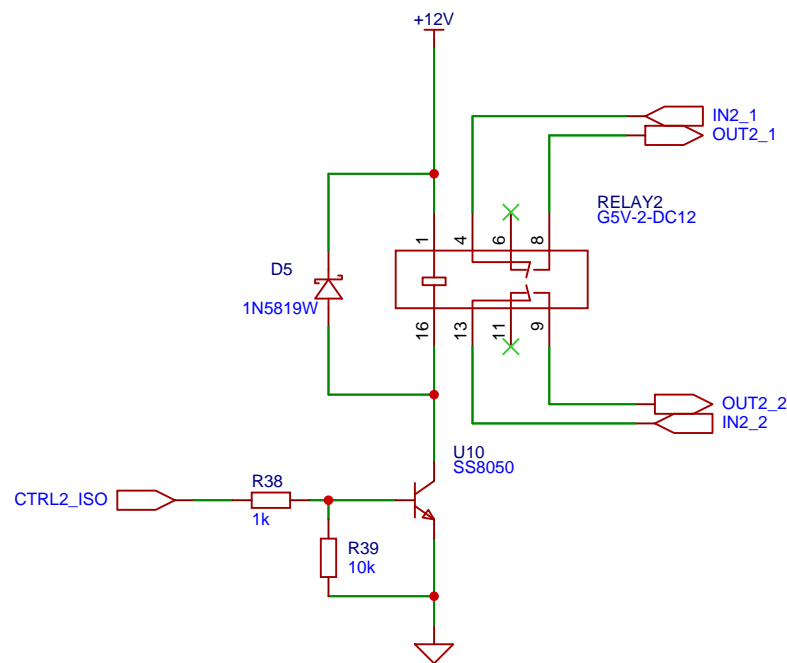 +12V
IN2_1
OUT2_1
RELAY2
G5V-2-DC12
1
4
6
8
D5
1N5819W
16
13
11
9
OUT2_2
IN2_2
U10
SS8050
R38
CTRL2_ISO
1k
R39
10k